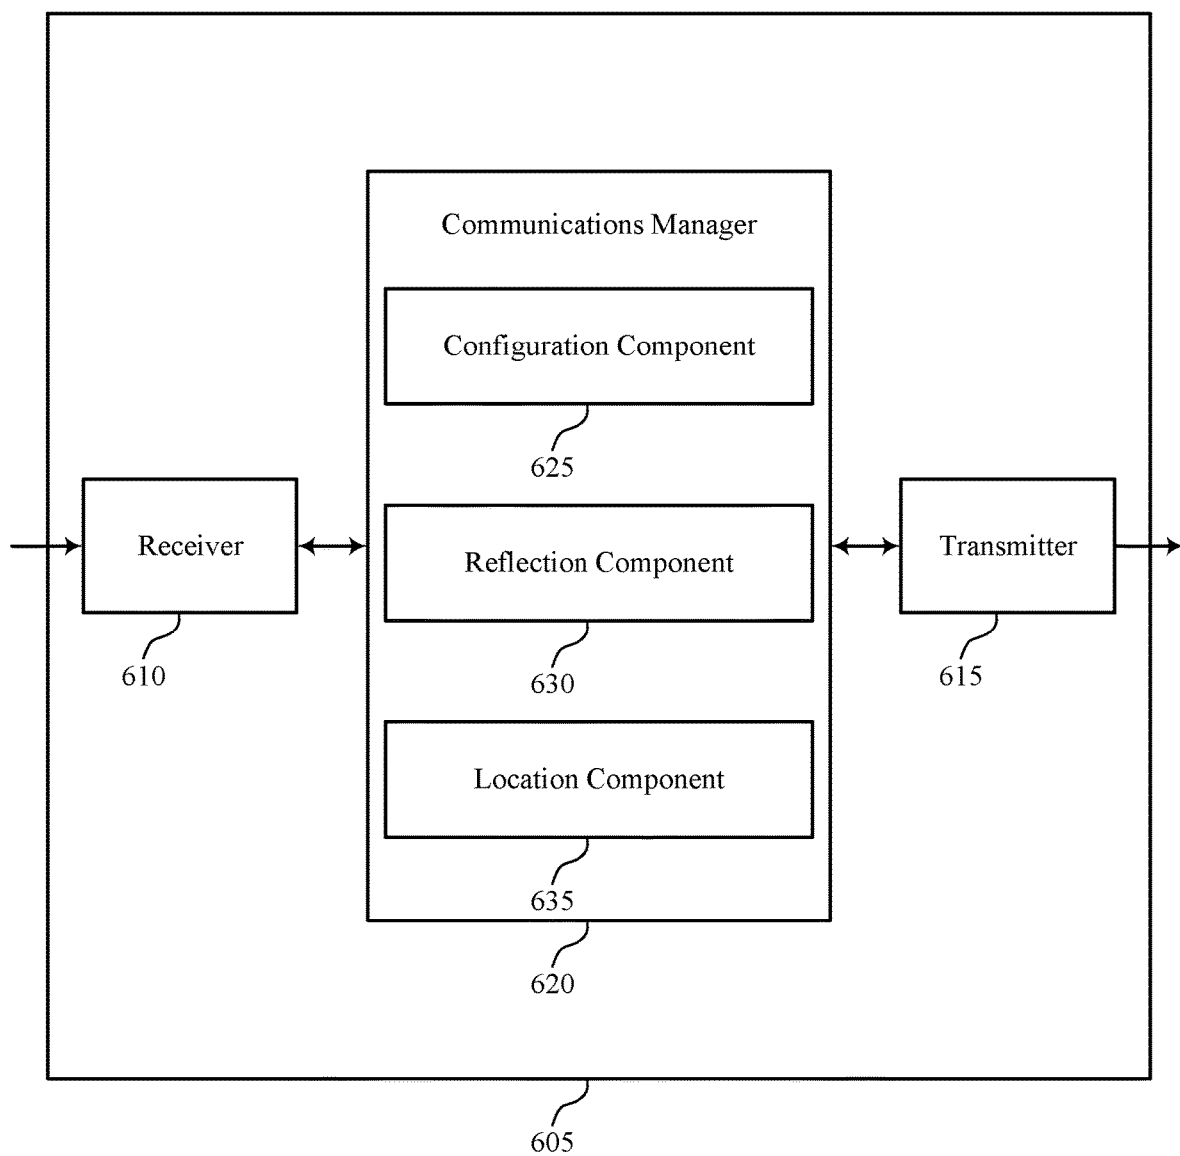 Communications Manager
Configuration Component
625
Receiver
610
Reflection Component
630
Transmitter
615
Location Component
635
620
605